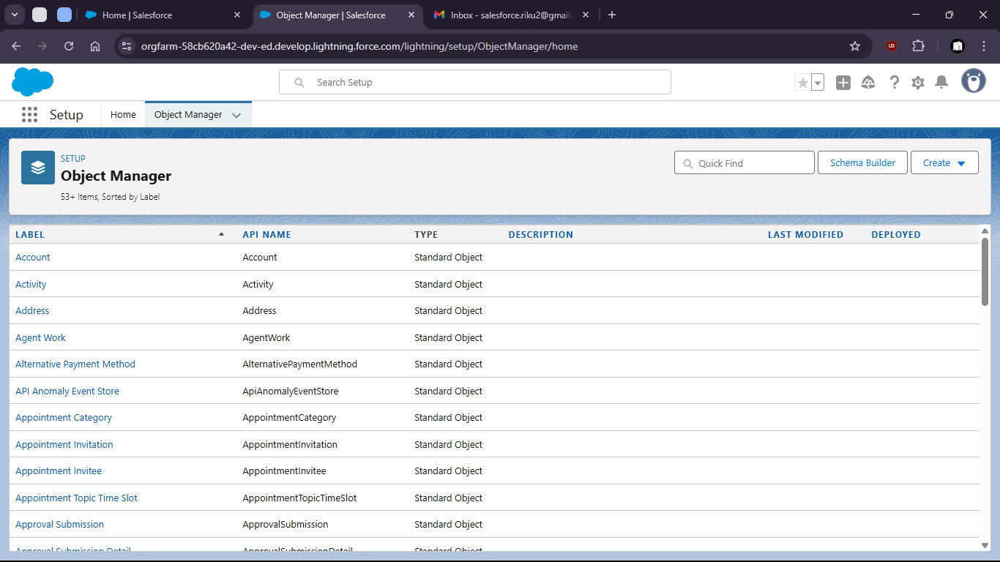 Home | Salesforce
Object Manager | Salesforce
Inbox - salesforce.riku2@gmail.
orgfarm-58cb620a42-dev-ed.develop.lightning.force.com/lightning/setup/ObjectManager/home
UD
Search Setup
Setup
Home
Object Manager
SETUP
Object Manager
53+ Items, Sorted by Label
Quick Find
Schema Builder
Create
LABEL API NAME TYPE DESCRIPTION LAST MODIFIED DEPLOYED
Account Account Standard Object
Activity Activity Standard Object
Address Address Standard Object
Agent Work AgentWork Standard Object
Alternative Payment Method AlternativePaymentMethod Standard Object
API Anomaly Event Store ApiAnomalyEventStore Standard Object
Appointment Category AppointmentCategory Standard Object
Appointment Invitation AppointmentInvitation Standard Object
Appointment Invitee AppointmentInvitee Standard Object
Appointment Topic Time Slot AppointmentTopicTimeSlot Standard Object
Approval Submission ApprovalSubmission Standard Object
Approval Submission Detail ApprovalSubmissionDetail Standard Object